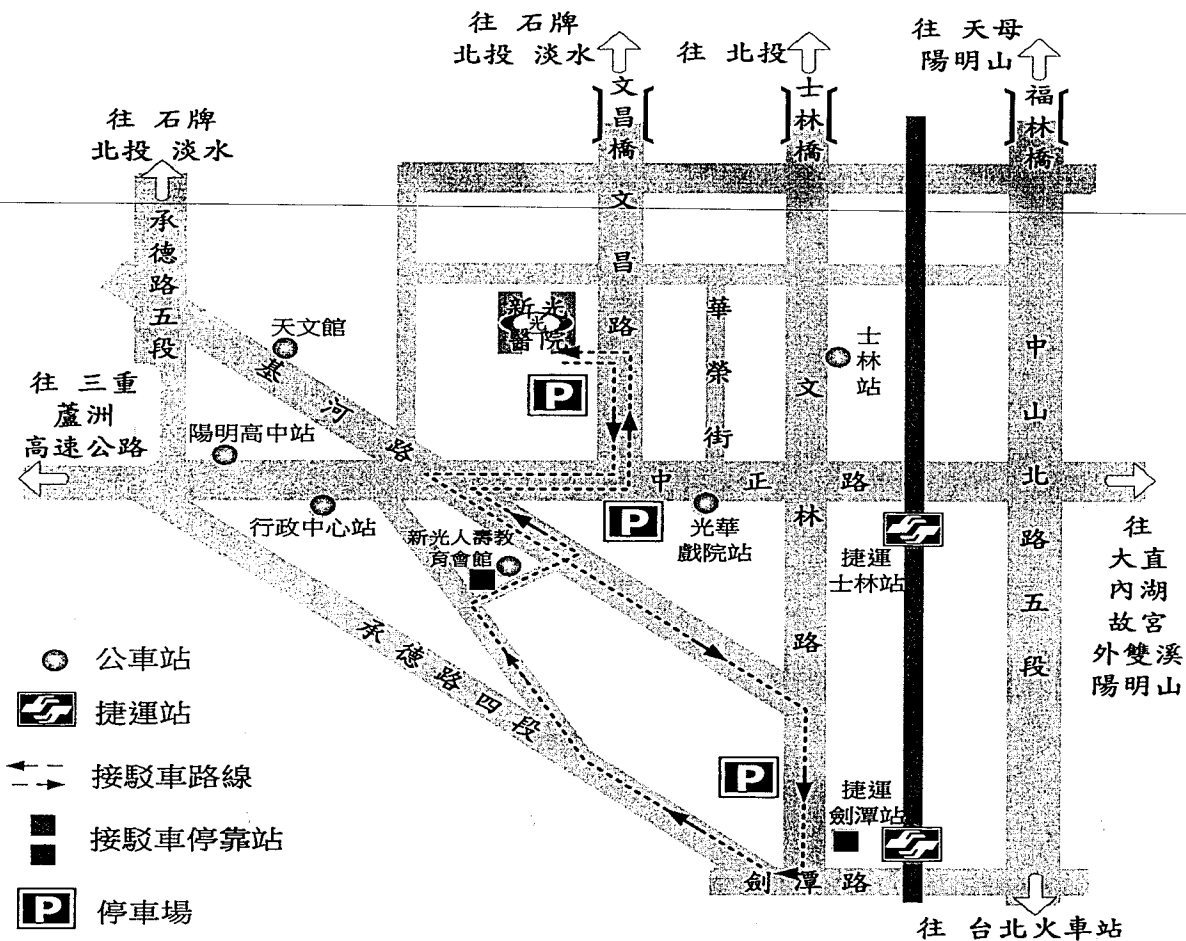 往 石牌
北投 淡水
往 北投
往 天母
陽明山
文昌橋
士林橋
福林橋
往 石牌
北投 淡水
承德路五段
文昌路
新光
光
醫院
華榮街
天文館
基河路
士林站
文林路
中山北路五段
往 三重
蘆洲
高速公路
陽明高中站
P
中正路
行政中心站
新光人壽教
育會館
P
光華
戲院站
捷運
士林站
往
大直
內湖
故宮
外雙溪
陽明山
承德路四段
公車站
捷運站
接駁車路線
接駁車停靠站
P 停車場
P
捷運
劍潭站
劍潭路
往 台北火車站